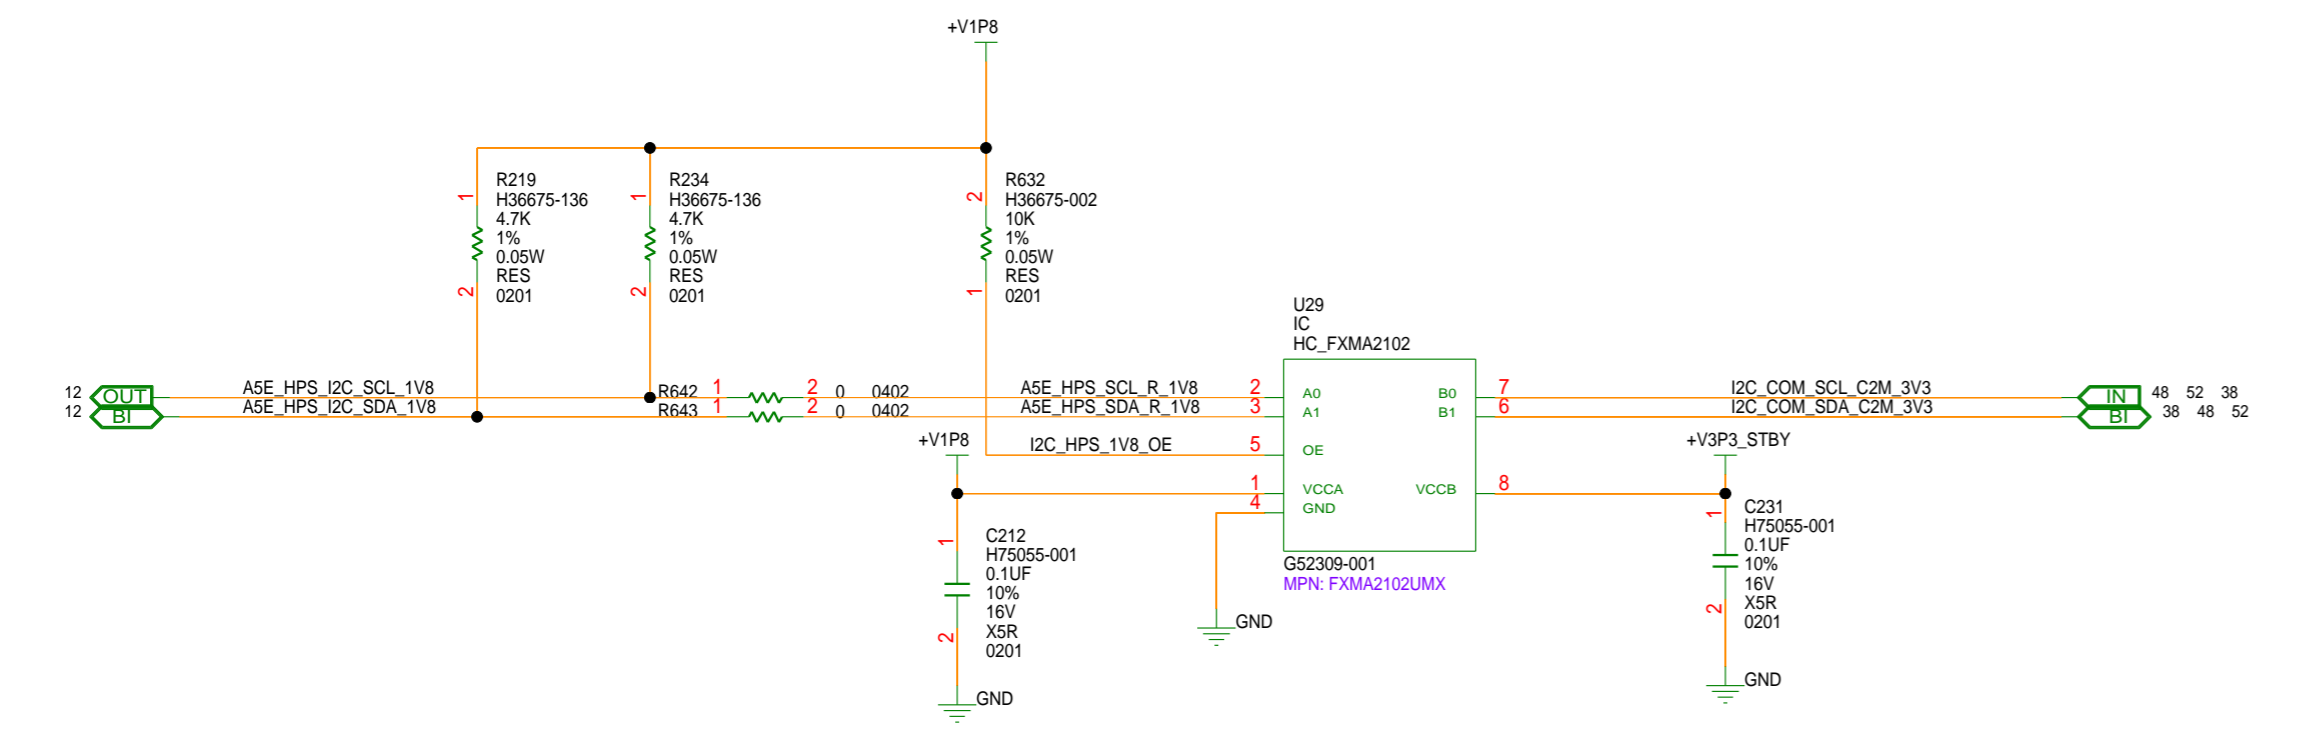 +V1P8
R219
H36675-136
4.7K
1%
0.05W
RES
0201
1
2
R234
H36675-136
4.7K
1%
0.05W
RES
0201
1
2
R632
H36675-002
10K
1%
0.05W
RES
0201
2
1
U29
IC
HC_FXMA2102
12 OUT A5E_HPS_I2C_SCL_1V8 R642 1 2 0 0402 A5E_HPS_SCL_R_1V8 2 A0 B0 7 I2C_COM_SCL_C2M_3V3 IN 48 52 38
12 BI A5E_HPS_I2C_SDA_1V8 R643 1 2 0 0402 A5E_HPS_SDA_R_1V8 3 A1 B1 6 I2C_COM_SDA_C2M_3V3 BI 38 48 52
+V1P8 I2C_HPS_1V8_OE 5 OE +V3P3_STBY
1 VCCA VCCB 8
4 GND
G52309-001
MPN: FXMA2102UMX
GND
C212
H75055-001
0.1UF
10%
16V
X5R
0201
1
2
GND
C231
H75055-001
0.1UF
10%
16V
X5R
0201
1
2
GND